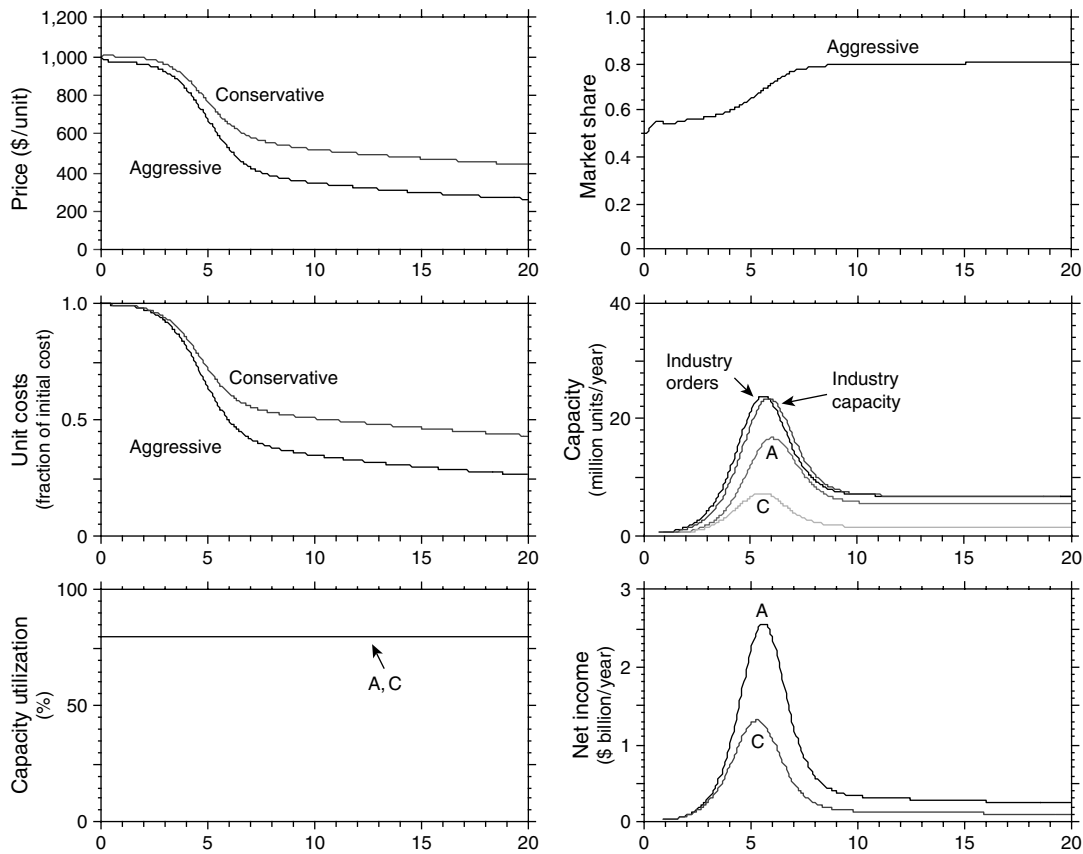 Price ($/unit)
1,200
1,000
800
600
400
200
0
Conservative
Aggressive
0 5 10 15 20
Market share
1.0
0.8
0.6
0.4
0.2
0
Aggressive
0 5 10 15 20
Unit costs
(fraction of initial cost)
1.0
0.5
0
Conservative
Aggressive
0 5 10 15 20
Capacity
(million units/year)
40
20
0
Industry
orders
Industry
capacity
A
C
0 5 10 15 20
Capacity utilization
(%)
100
50
0
A, C
0 5 10 15 20
Net income
($ billion/year)
3
2
1
0
A
C
0 5 10 15 20